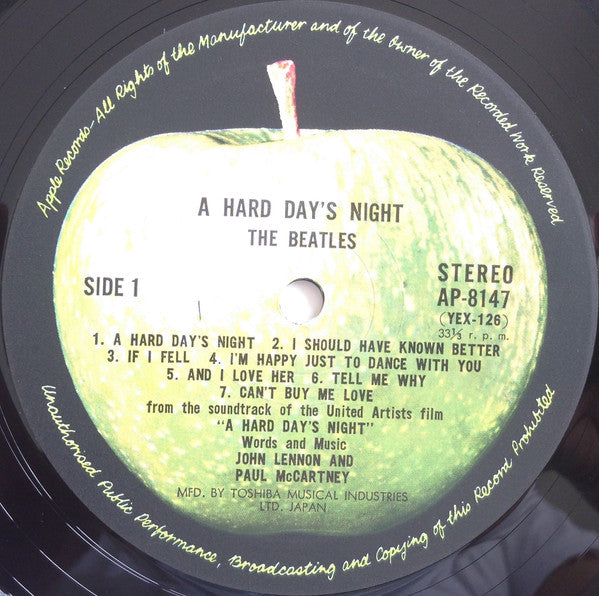 Apple Records-All Rights of the Manufacturer and of the Owner of the Recorded Work Reserved
A HARD DAY'S NIGHT
THE BEATLES
SIDE 1
STEREO
AP-8147
(YEX-126)
33⅓ r. p. m.
1. A HARD DAY'S NIGHT 2. I SHOULD HAVE KNOWN BETTER
3. IF I FELL 4. I'M HAPPY JUST TO DANCE WITH YOU
5. AND I LOVE HER 6. TELL ME WHY
7. CAN'T BUY ME LOVE
from the soundtrack of the United Artists film
"A HARD DAY'S NIGHT"
Words and Music
JOHN LENNON AND
PAUL McCARTNEY
MFD. BY TOSHIBA MUSICAL INDUSTRIES
LTD. JAPAN
Unauthorised Public Performance, Broadcasting and Copying of this Record Prohibited